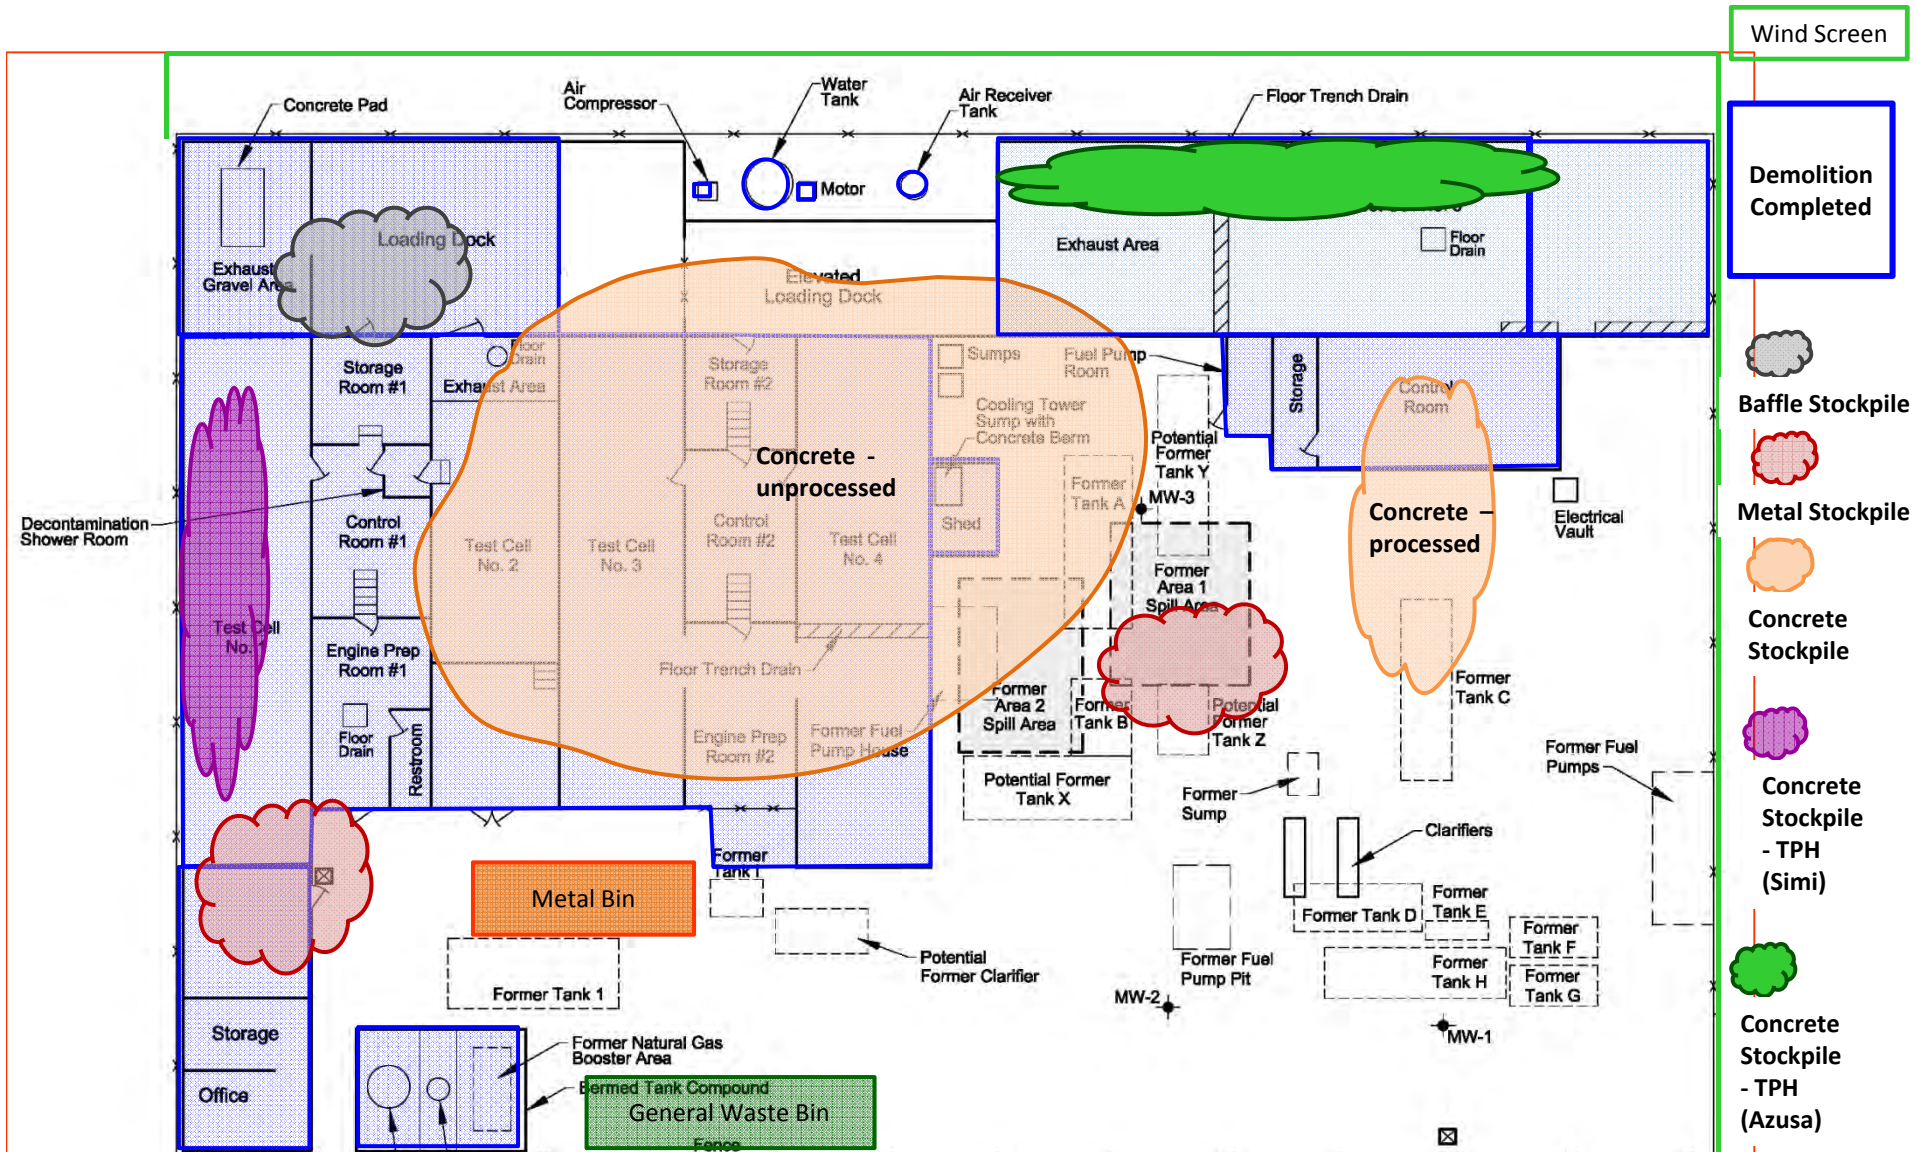 Wind Screen
Water
Tank
Air
Compressor
Air Receiver
Tank
Floor Trench Drain
Concrete Pad
Motor
Demolition
Completed
Loading Dock
Exhaust
Gravel Area
Exhaust Area
Floor
Drain
Elevated
Loading Dock
Baffle Stockpile
Metal Stockpile
Concrete
Stockpile
Concrete
Stockpile
- TPH
(Simi)
Concrete
Stockpile
- TPH
(Azusa)
Storage
Room #1
Floor
Drain
Exhaust Area
Storage
Room #2
Sumps
Fuel Pump
Room
Storage
Control
Room
Cooling Tower
Sump with
Concrete Berm
Potential
Former
Tank Y
Concrete -
unprocessed
Former
Tank A
MW-3
Concrete –
processed
Electrical
Vault
Decontamination
Shower Room
Control
Room #1
Control
Room #2
Shed
Test Cell
No. 2
Test Cell
No. 3
Test Cell
No. 4
Former
Area 1
Spill Area
Test Cell
No. 1
Engine Prep
Room #1
Floor Trench Drain
Former
Area 2
Spill Area
Former
Tank B
Potential
Former
Tank Z
Former
Tank C
Floor
Drain
Restroom
Engine Prep
Room #2
Former Fuel
Pump House
Former Fuel
Pumps
Potential Former
Tank X
Former
Sump
Clarifiers
Former
Metal Bin
Former Tank D
Former
Tank E
Former
Tank F
Former
Tank G
Former
Tank H
Potential
Former Clarifier
Former Fuel
Pump Pit
Former Tank 1
MW-2
MW-1
Storage
Office
Former Natural Gas
Booster Area
Bermed Tank Compound
General Waste Bin
Fence